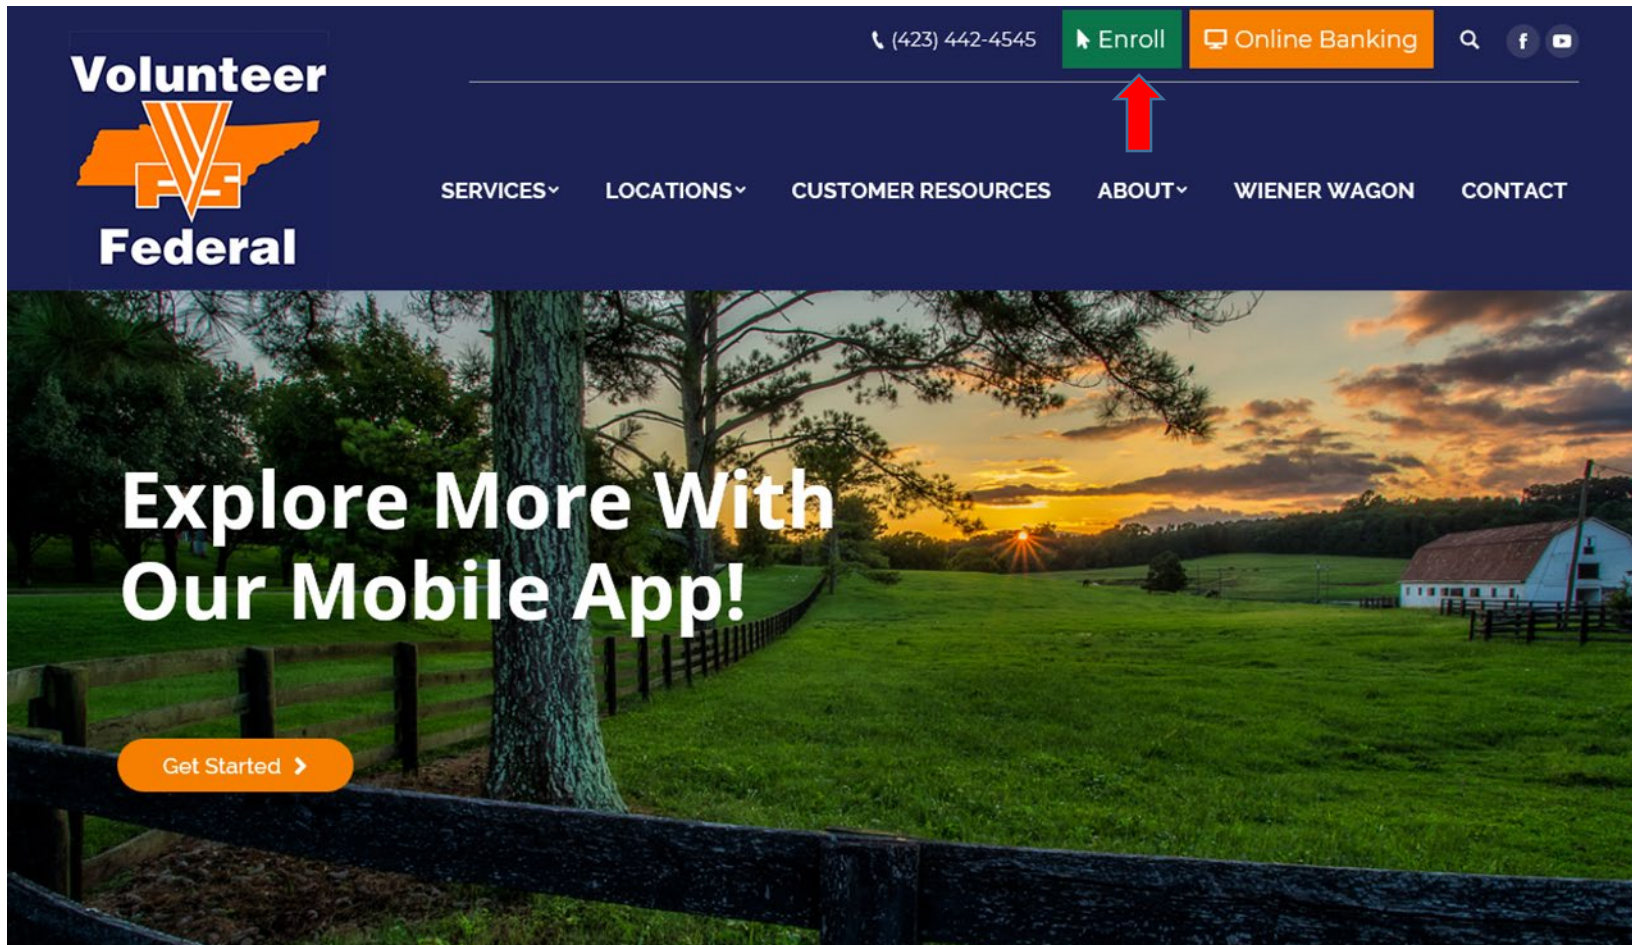 Volunteer
VFS
Federal
(423) 442-4545
Enroll
Online Banking
SERVICES
LOCATIONS
CUSTOMER RESOURCES
ABOUT
WIENER WAGON
CONTACT
Explore More With
Our Mobile App!
Get Started